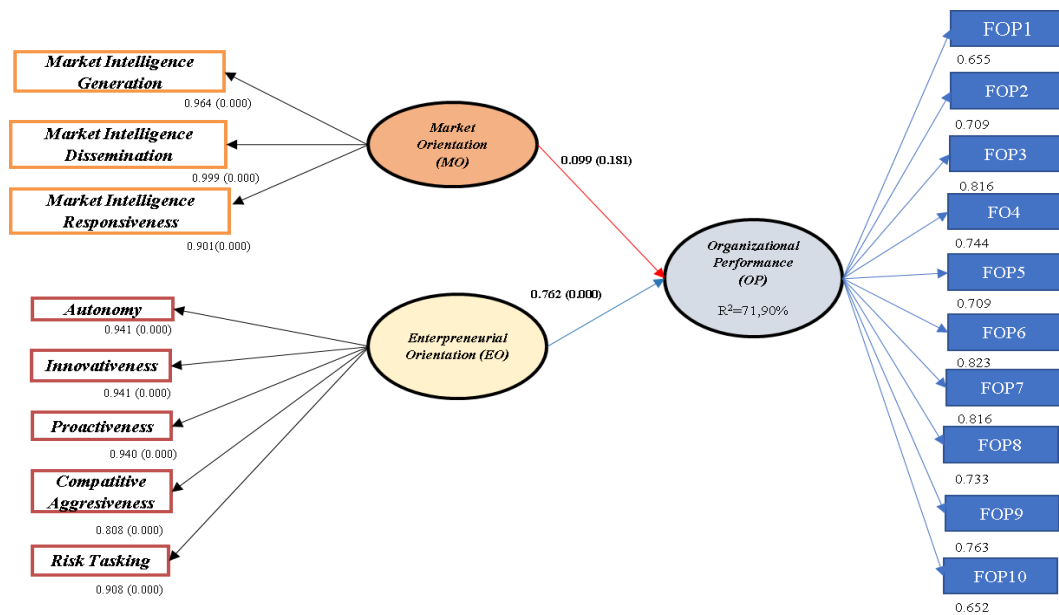 Market Intelligence
Generation
0.964 (0.000)
Market Intelligence
Dissemination
0.999 (0.000)
Market Intelligence
Responsiveness
0.901(0.000)
Market
Orientation
(MO)
0.099 (0.181)
Autonomy
0.941 (0.000)
Innovativeness
0.941 (0.000)
Proactiveness
0.940 (0.000)
Compatitive
Aggresiveness
0.808 (0.000)
Risk Tasking
0.908 (0.000)
Enterpreneurial
Orientation (EO)
0.762 (0.000)
Organizational
Performance
(OP)
R²=71,90%
FOP1
0.655
FOP2
0.709
FOP3
0.816
FO4
0.744
FOP5
0.709
FOP6
0.823
FOP7
0.816
FOP8
0.733
FOP9
0.763
FOP10
0.652